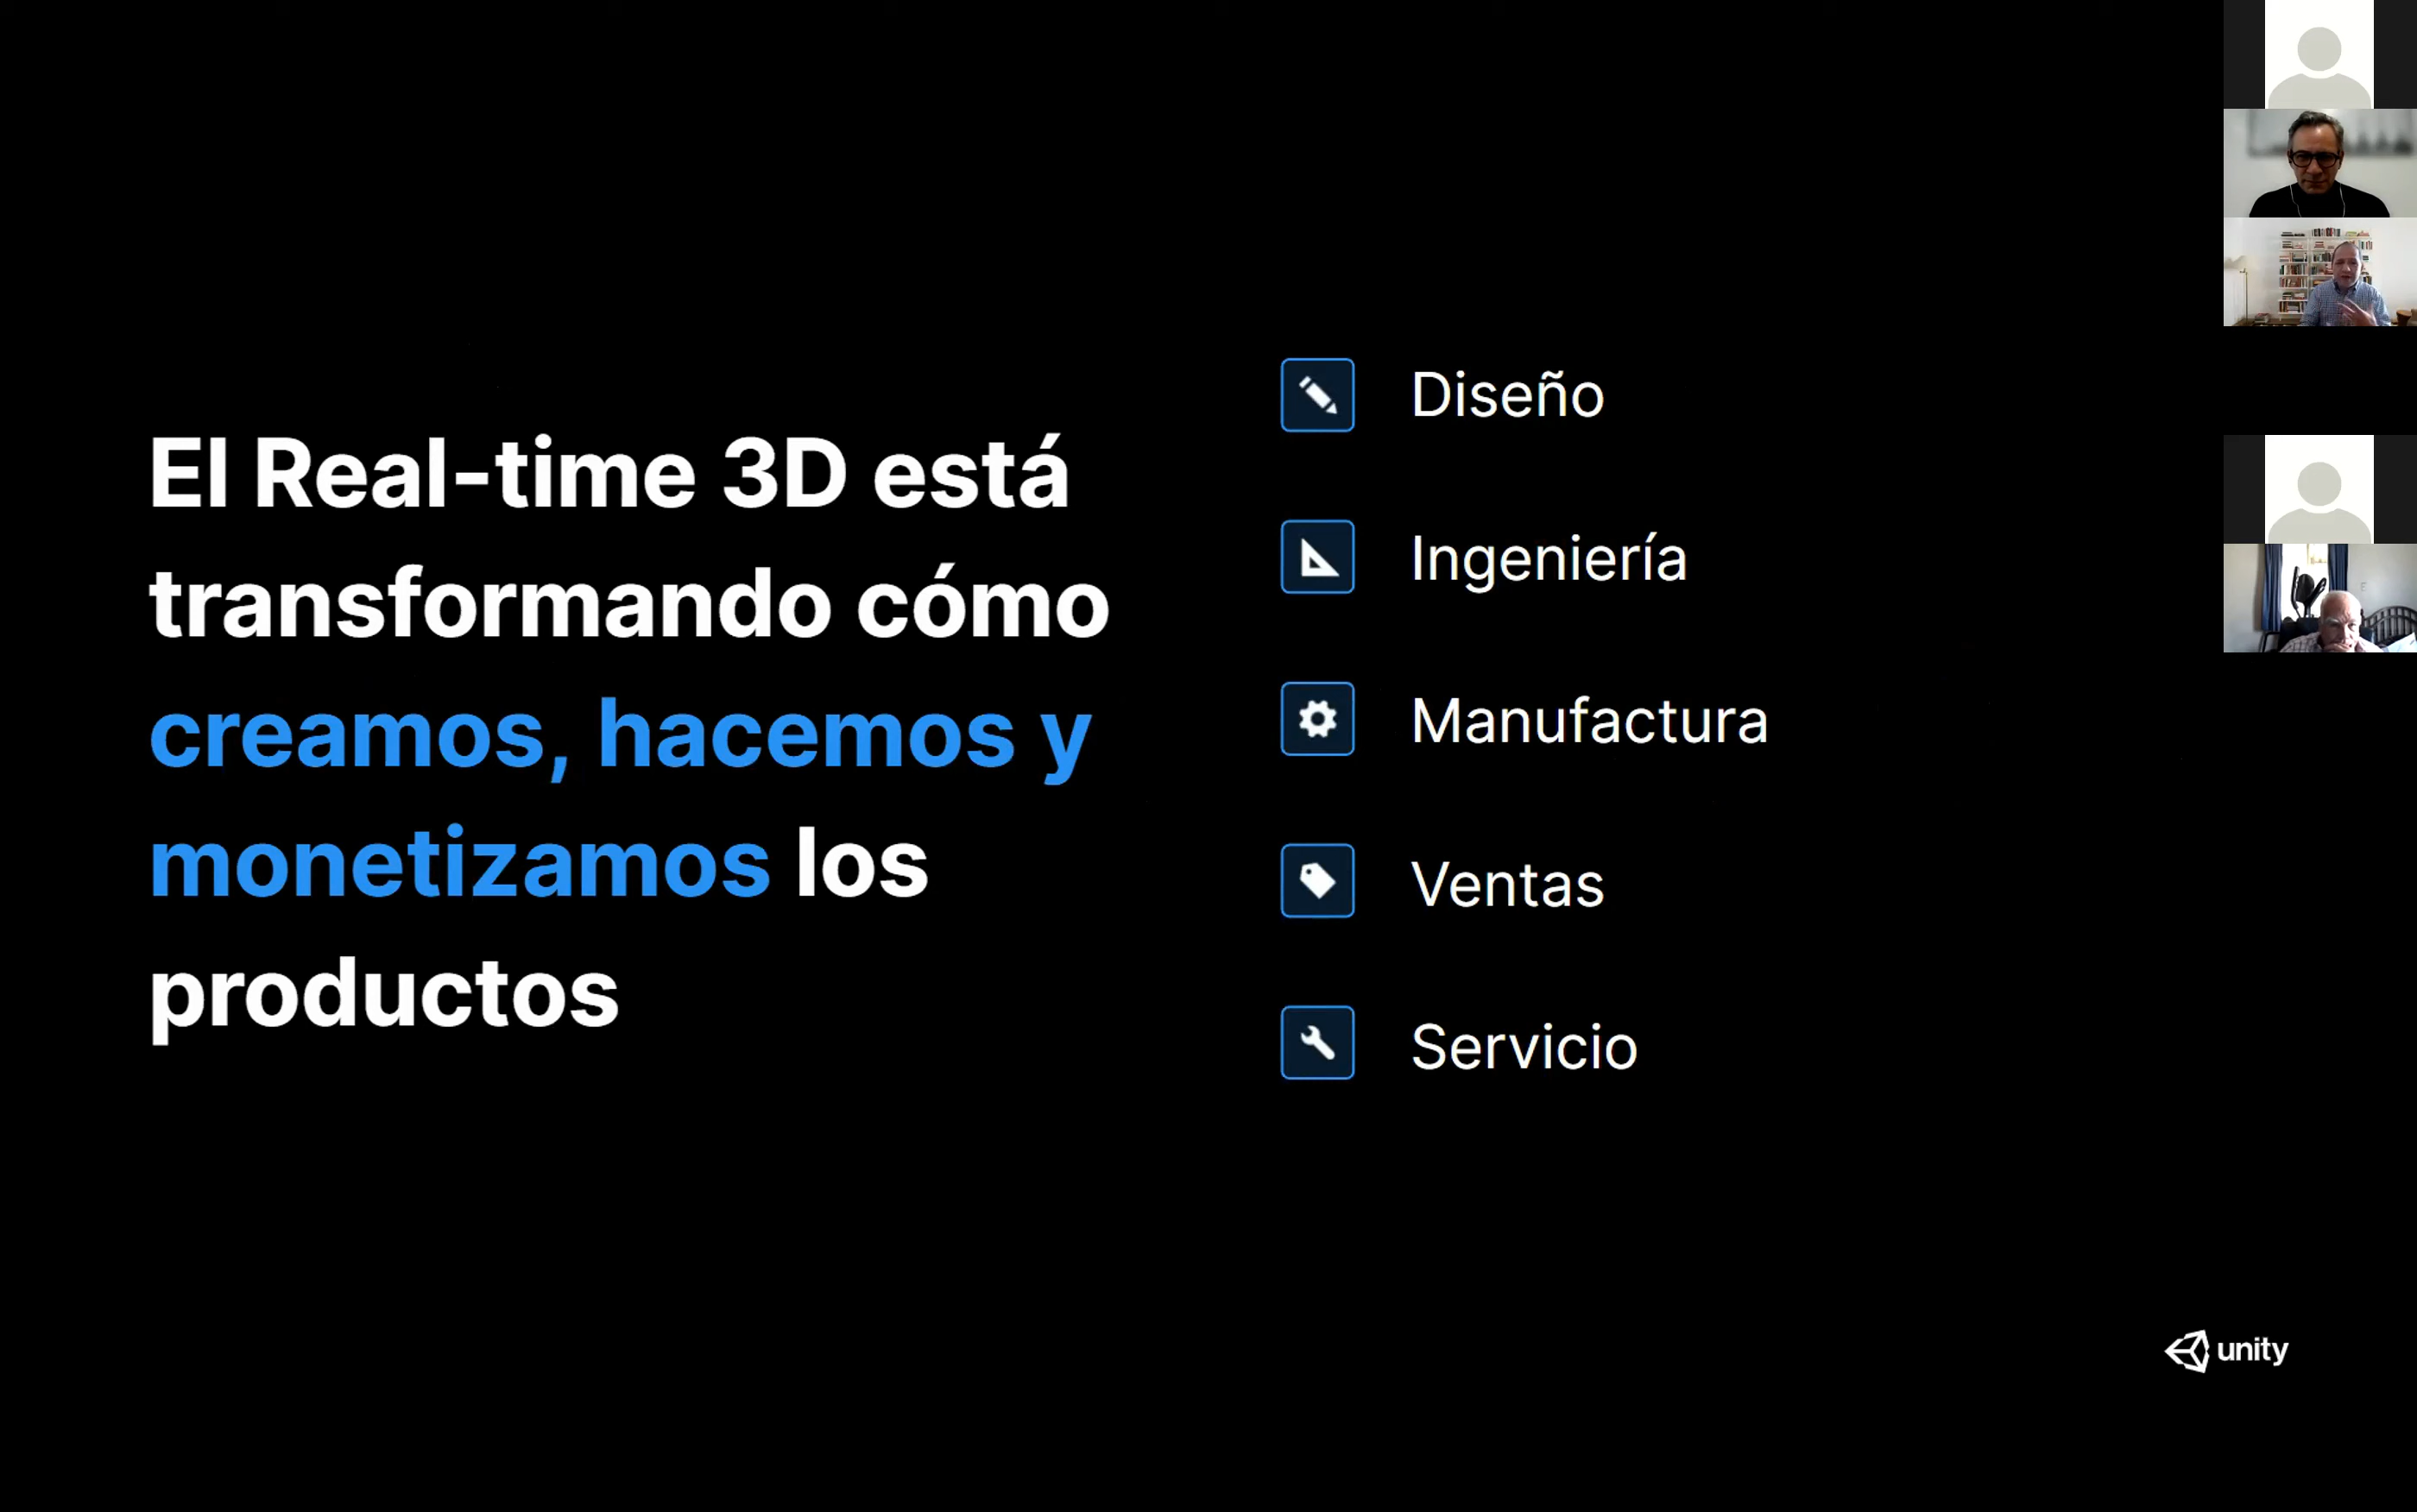 El Real-time 3D está
transformando cómo
creamos, hacemos y
monetizamos los
productos
Diseño
Ingeniería
Manufactura
Ventas
Servicio
unity